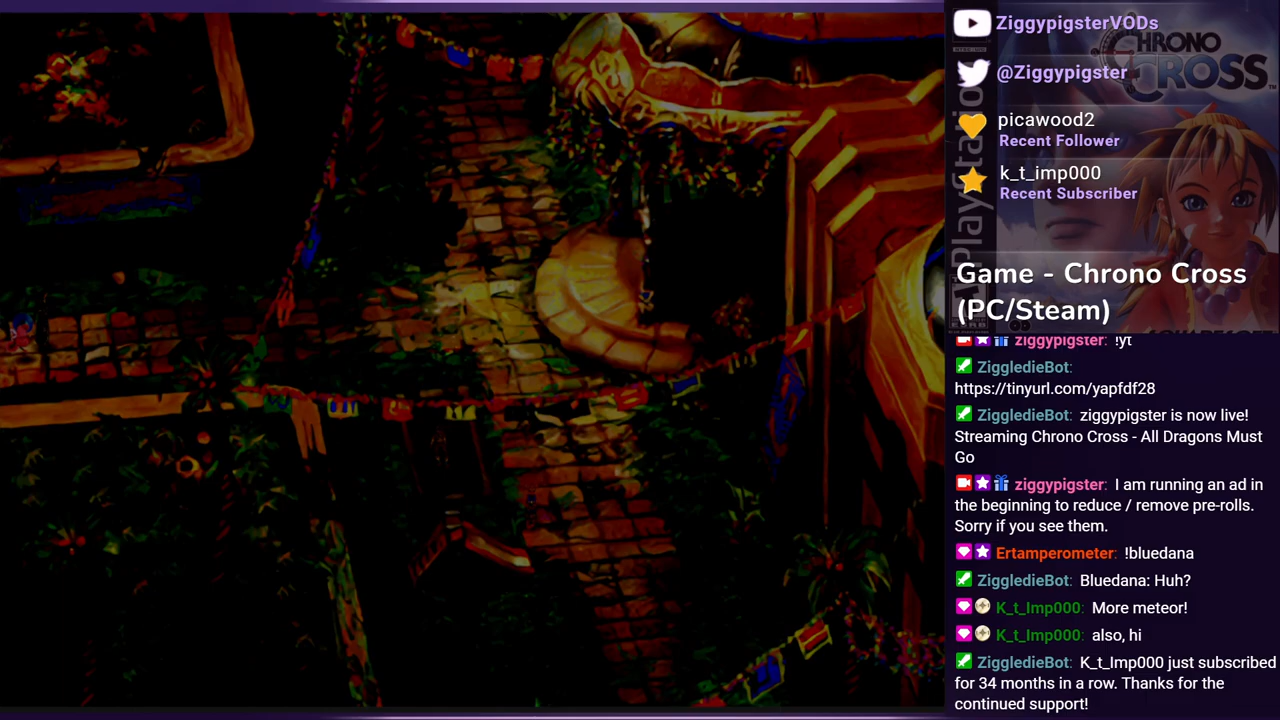 ZiggypigsterVODs
@Ziggypigster
picawood2
Recent Follower
k_t_imp000
Recent Subscriber
CHRONO
CROSS
PlayStatio
Game - Chrono Cross
(PC/Steam)
ziggypigster: !yt
ZiggledieBot:
https://tinyurl.com/yapfdf28
ZiggledieBot: ziggypigster is now live!
Streaming Chrono Cross - All Dragons Must
Go
ziggypigster: I am running an ad in
the beginning to reduce / remove pre-rolls.
Sorry if you see them.
Ertamperometer: !bluedana
ZiggledieBot: Bluedana: Huh?
K_t_Imp000: More meteor!
K_t_Imp000: also, hi
ZiggledieBot: K_t_Imp000 just subscribed
for 34 months in a row. Thanks for the
continued support!